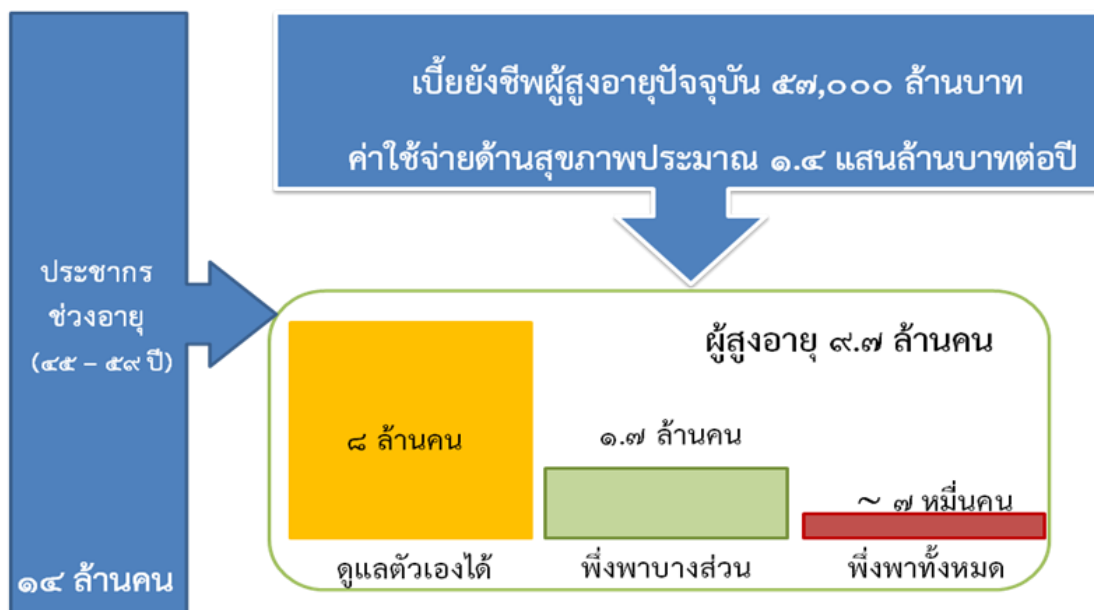 เบี้ยยังชีพผู้สูงอายุปัจจุบัน ๕๗,๐๐๐ ล้านบาท
ค่าใช้จ่ายด้านสุขภาพประมาณ ๑.๔ แสนล้านบาทต่อปี
ประชากร
ช่วงอายุ
(๔๕ – ๕๙ ปี)
๑๔ ล้านคน
ผู้สูงอายุ ๙.๗ ล้านคน
๘ ล้านคน
๑.๗ ล้านคน
~ ๗ หมื่นคน
ดูแลตัวเองได้
พึ่งพาบางส่วน
พึ่งพาทั้งหมด